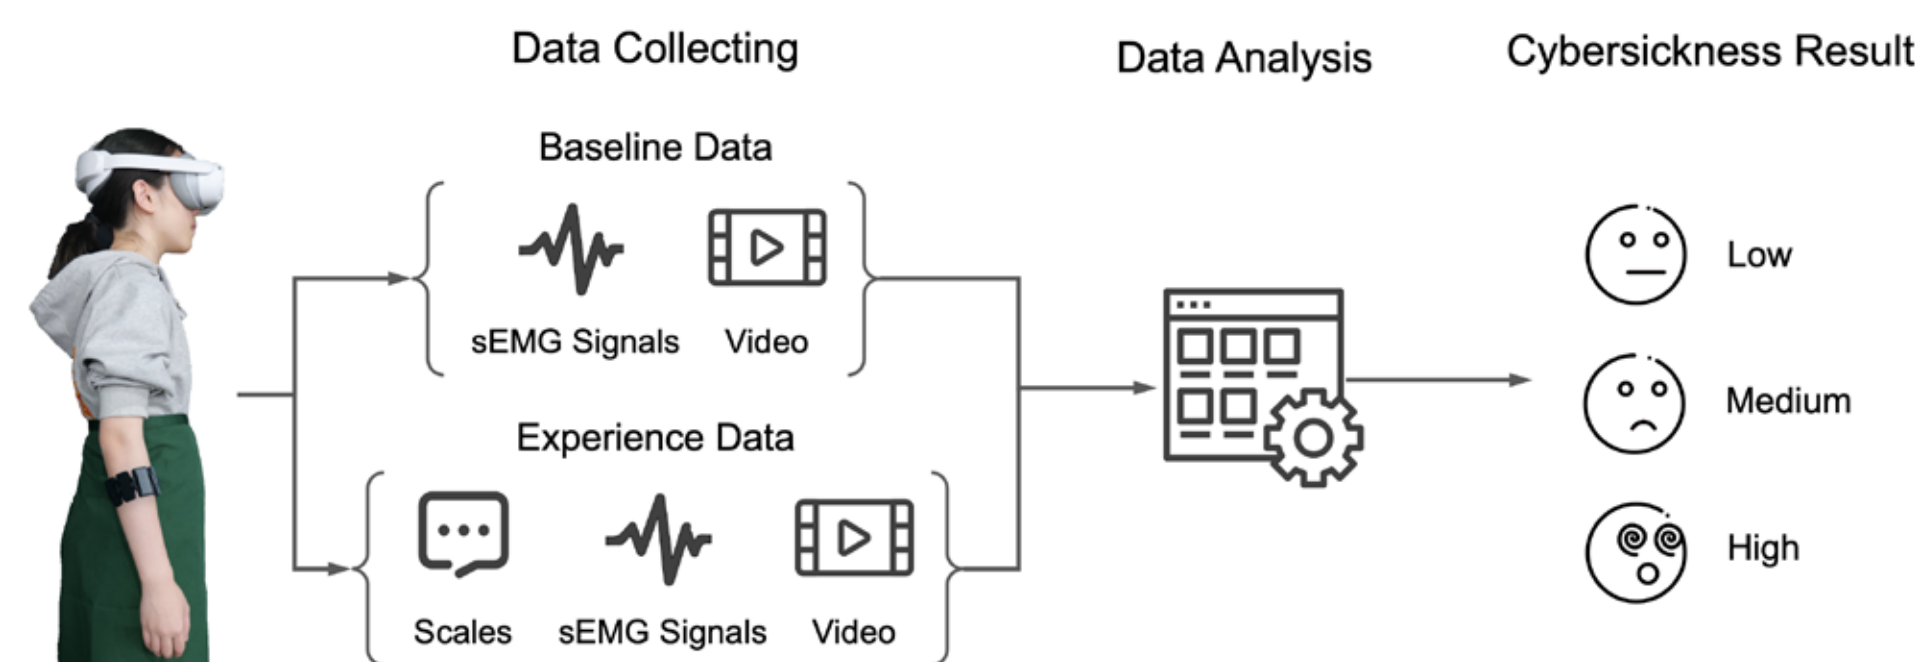 Data Collecting
Data Analysis
Cybersickness Result
Baseline Data
sEMG Signals
Video
Experience Data
Scales
sEMG Signals
Video
Low
Medium
High